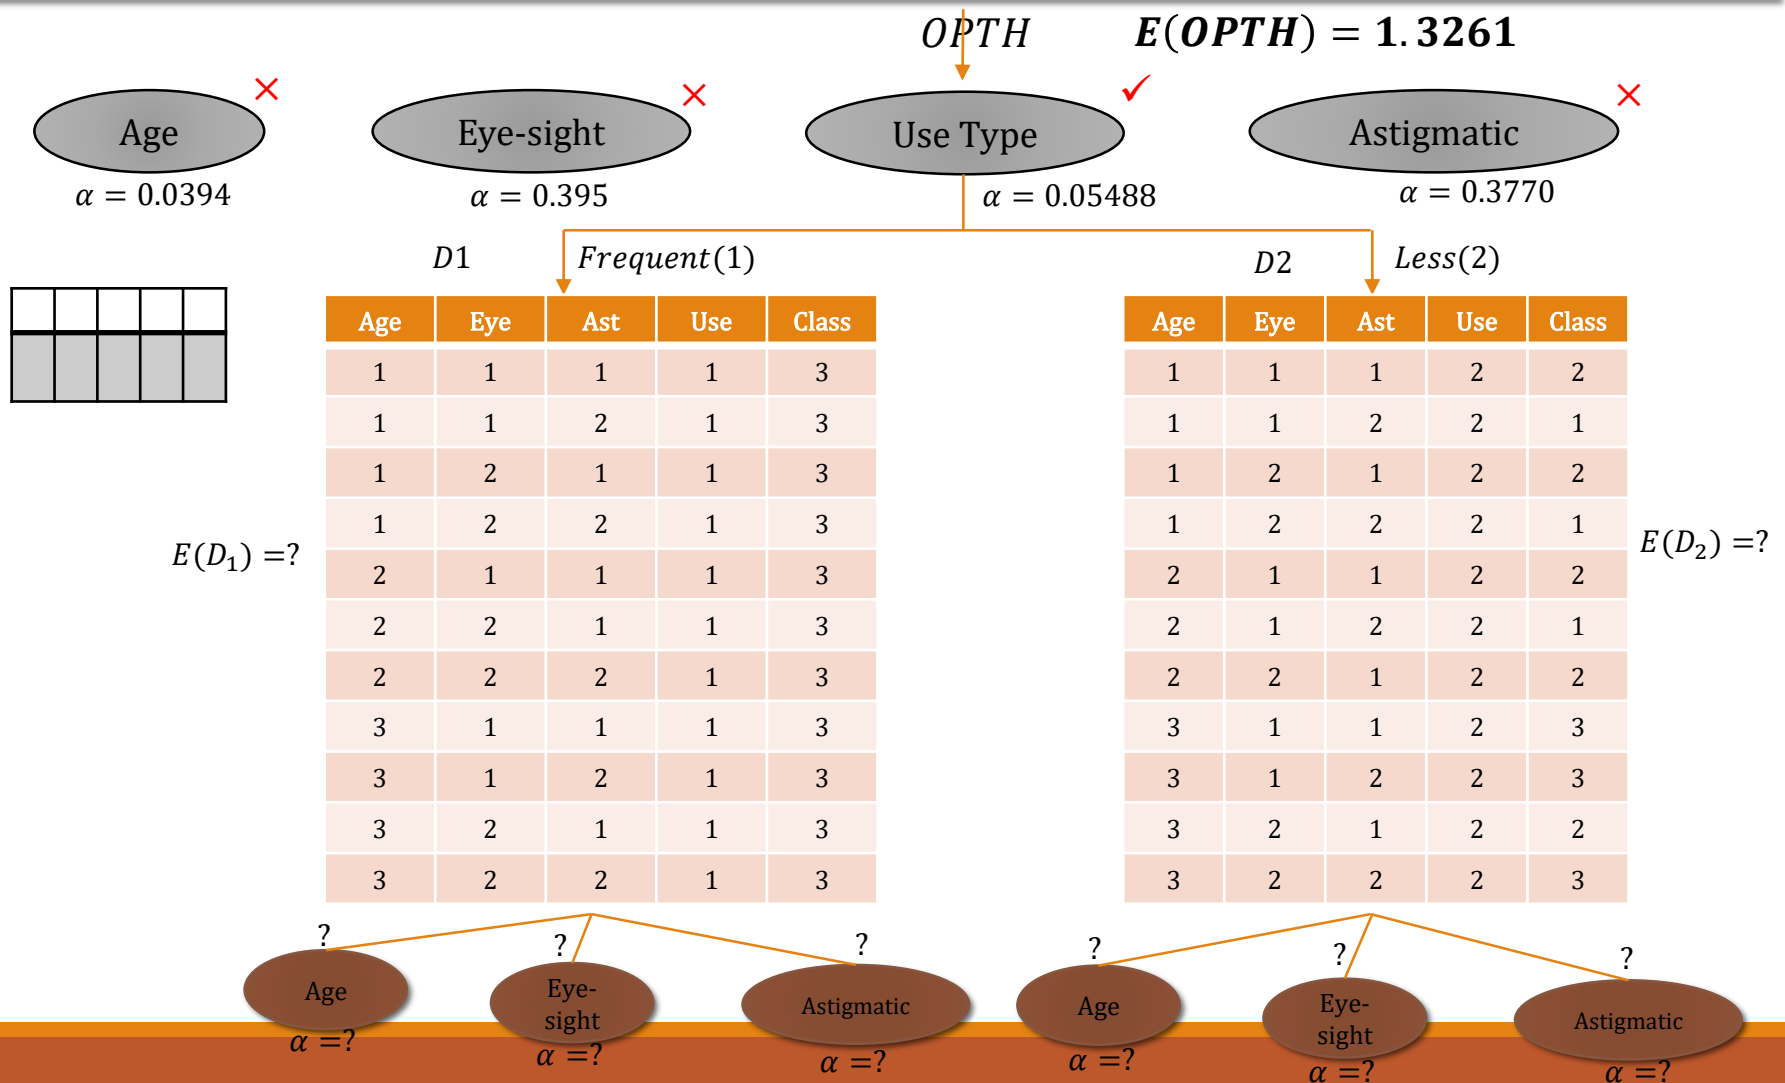 OPTH E(OPTH) = 1.3261
Age × Eye-sight × Use Type ✓ Astigmatic ×
α = 0.0394 α = 0.395 α = 0.05488 α = 0.3770
D1 Frequent(1) D2 Less(2)
Age Eye Ast Use Class
1 1 1 1 3
1 1 2 1 3
1 2 1 1 3
1 2 2 1 3
2 1 1 1 3
2 2 1 1 3
2 2 2 1 3
3 1 1 1 3
3 1 2 1 3
3 2 1 1 3
3 2 2 1 3
E(D₁) =?
Age Eye Ast Use Class
1 1 1 2 2
1 1 2 2 1
1 2 1 2 2
1 2 2 2 1
2 1 1 2 2
2 1 2 2 1
2 2 1 2 2
3 1 1 2 3
3 1 2 2 3
3 2 1 2 2
3 2 2 2 3
E(D₂) =?
? ? ? ? ? ?
Age
α =?
Eye-
sight
α =?
Astigmatic
α =?
Age
α =?
Eye-
sight
α =?
Astigmatic
α =?